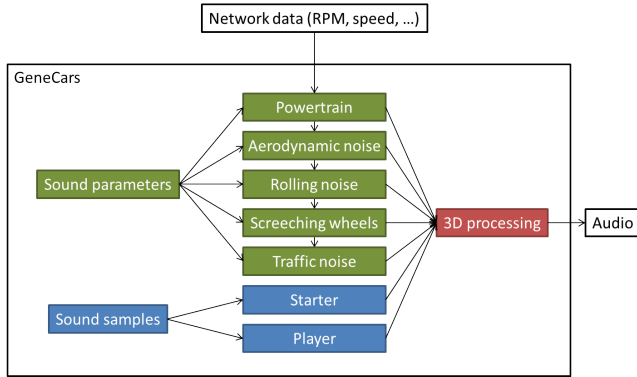 Network data (RPM, speed, ...)
GeneCars
Powertrain
Aerodynamic noise
Sound parameters
Rolling noise
Screeching wheels
3D processing
Audio
Traffic noise
Starter
Sound samples
Player